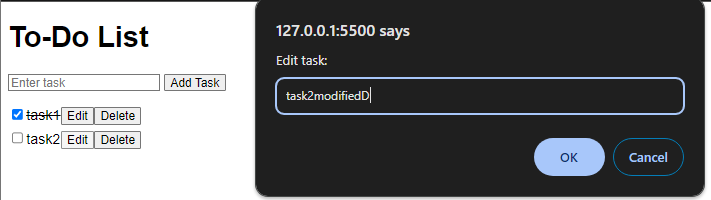 To-Do List
Enter task Add Task
task1 Edit Delete
task2 Edit Delete
127.0.0.1:5500 says
Edit task:
task2modifiedD
OK Cancel